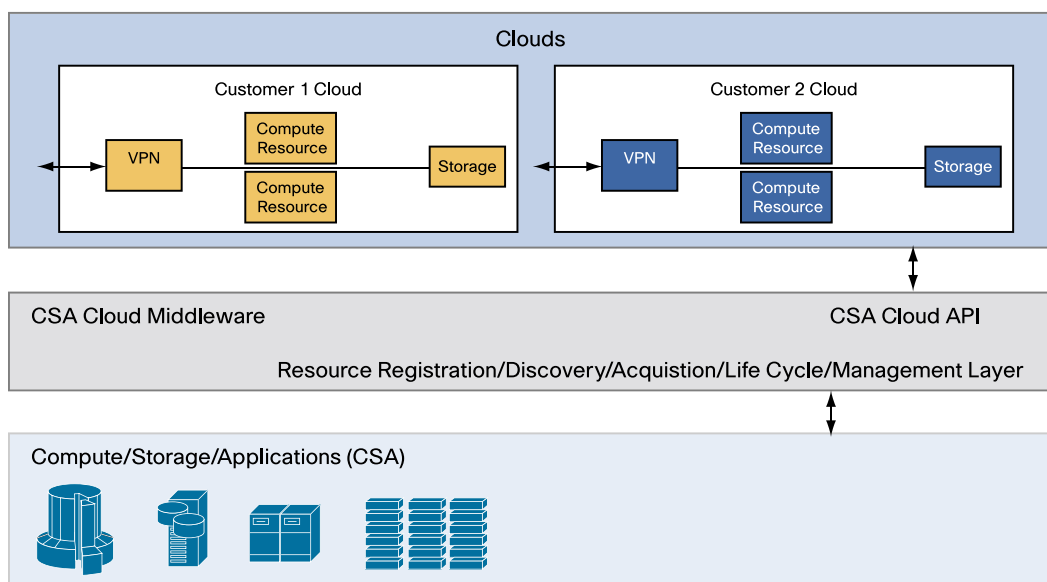 Clouds
Customer 1 Cloud
VPN
Compute
Resource
Compute
Resource
Storage
Customer 2 Cloud
VPN
Compute
Resource
Compute
Resource
Storage
CSA Cloud Middleware
CSA Cloud API
Resource Registration/Discovery/Acquistion/Life Cycle/Management Layer
Compute/Storage/Applications (CSA)